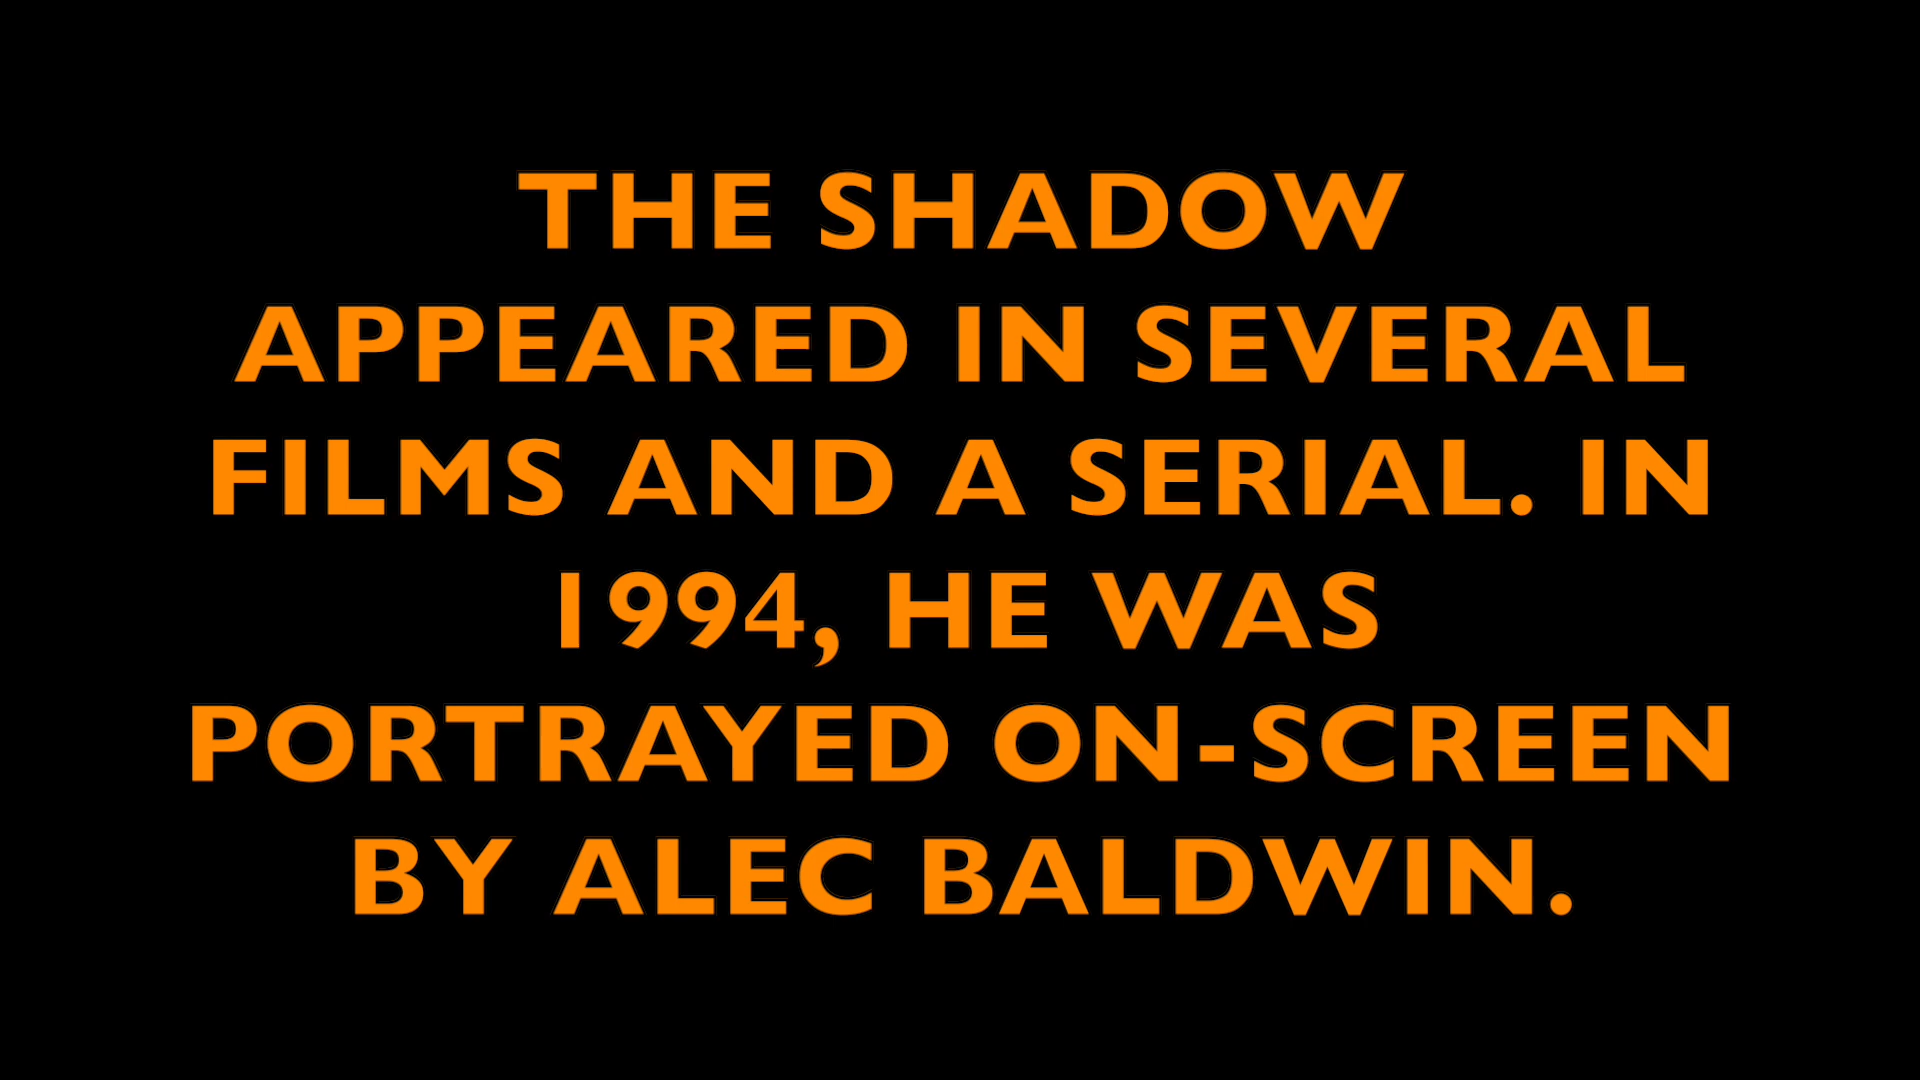 THE SHADOW
APPEARED IN SEVERAL
FILMS AND A SERIAL. IN
1994, HE WAS
PORTRAYED ON-SCREEN
BY ALEC BALDWIN.